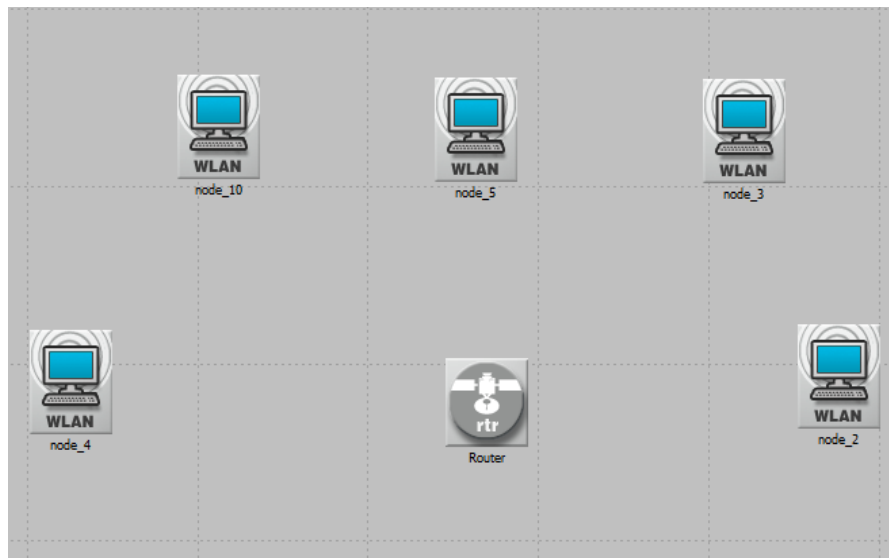 WLAN
node_10
WLAN
node_5
WLAN
node_3
WLAN
node_4
rtr
Router
WLAN
node_2